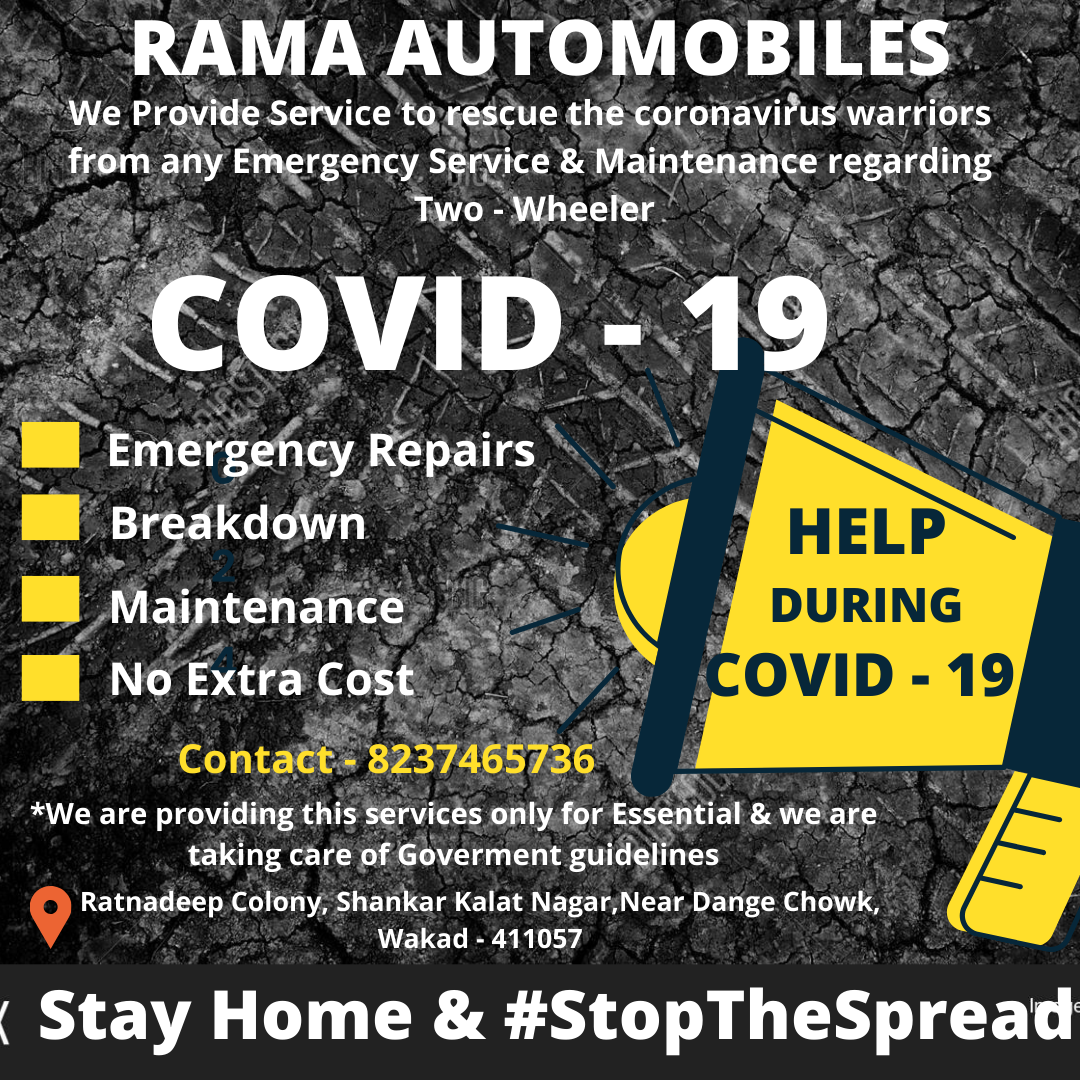 RAMA AUTOMOBILES
We Provide Service to rescue the coronavirus warriors
from any Emergency Service & Maintenance regarding
Two - Wheeler
COVID - 19
Emergency Repairs
Breakdown
2
Maintenance
4
No Extra Cost
HELP
DURING
COVID - 19
Contact - 8237465736
*We are providing this services only for Essential & we are
taking care of Goverment guidelines
Ratnadeep Colony, Shankar Kalat Nagar,Near Dange Chowk,
Wakad - 411057
Stay Home & #StopTheSpread